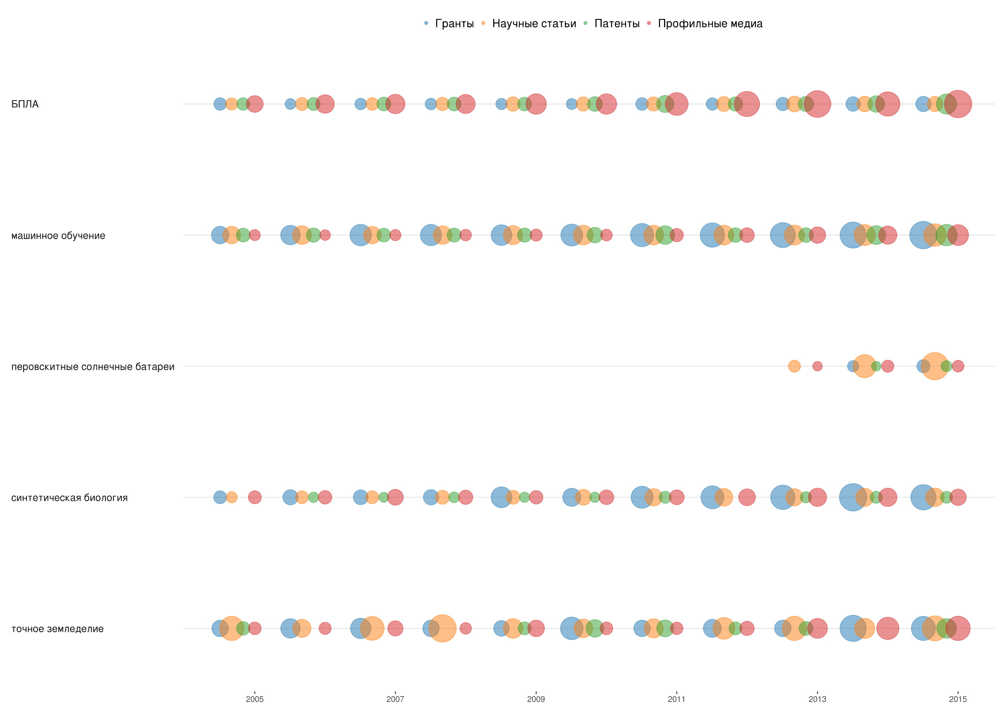 Гранты Научные статьи Патенты Профильные медиа
БПЛА
машинное обучение
перовскитные солнечные батареи
синтетическая биология
точное земледелие
2005 2007 2009 2011 2013 2015